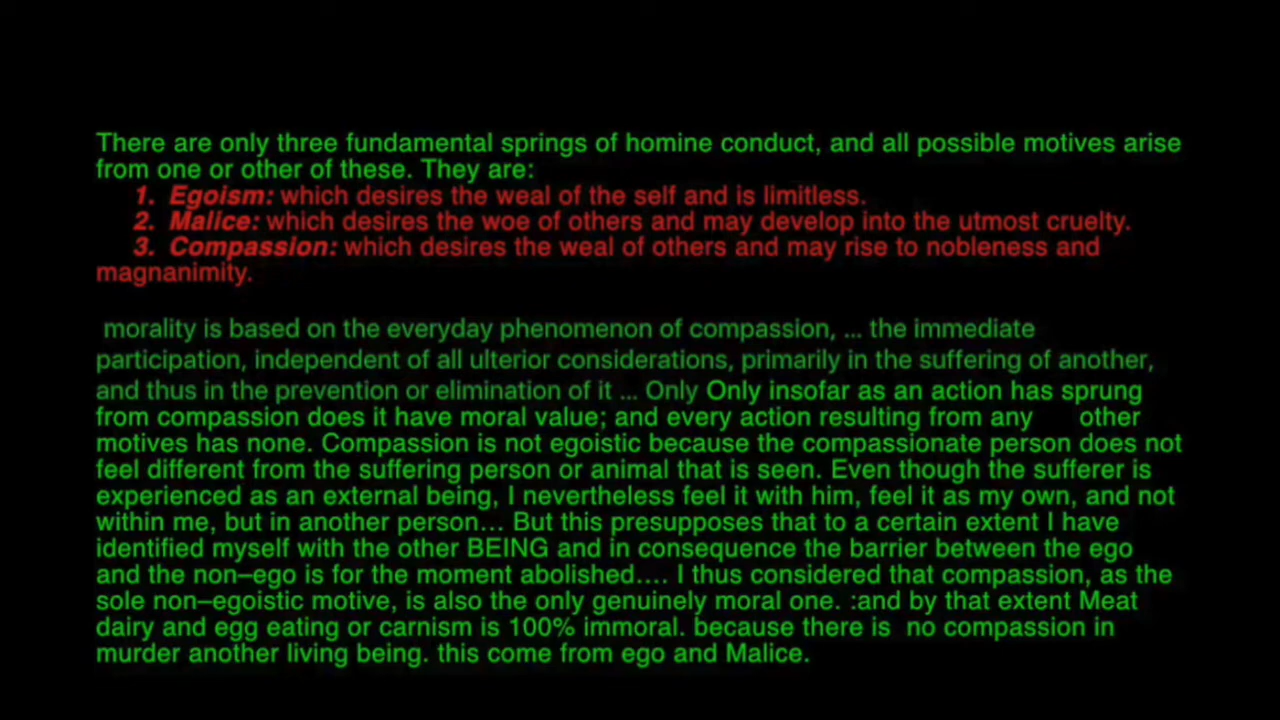 There are only three fundamental springs of homine conduct, and all possible motives arise
from one or other of these. They are:
1. Egoism: which desires the weal of the self and is limitless.
2. Malice: which desires the woe of others and may develop into the utmost cruelty.
3. Compassion: which desires the weal of others and may rise to nobleness and
magnanimity.
morality is based on the everyday phenomenon of compassion, ... the immediate
participation, independent of all ulterior considerations, primarily in the suffering of another,
and thus in the prevention or elimination of it ... Only Only insofar as an action has sprung
from compassion does it have moral value; and every action resulting from any other
motives has none. Compassion is not egoistic because the compassionate person does not
feel different from the suffering person or animal that is seen. Even though the sufferer is
experienced as an external being, I nevertheless feel it with him, feel it as my own, and not
within me, but in another person... But this presupposes that to a certain extent I have
identified myself with the other BEING and in consequence the barrier between the ego
and the non–ego is for the moment abolished.... I thus considered that compassion, as the
sole non–egoistic motive, is also the only genuinely moral one. :and by that extent Meat
dairy and egg eating or carnism is 100% immoral. because there is no compassion in
murder another living being. this come from ego and Malice.